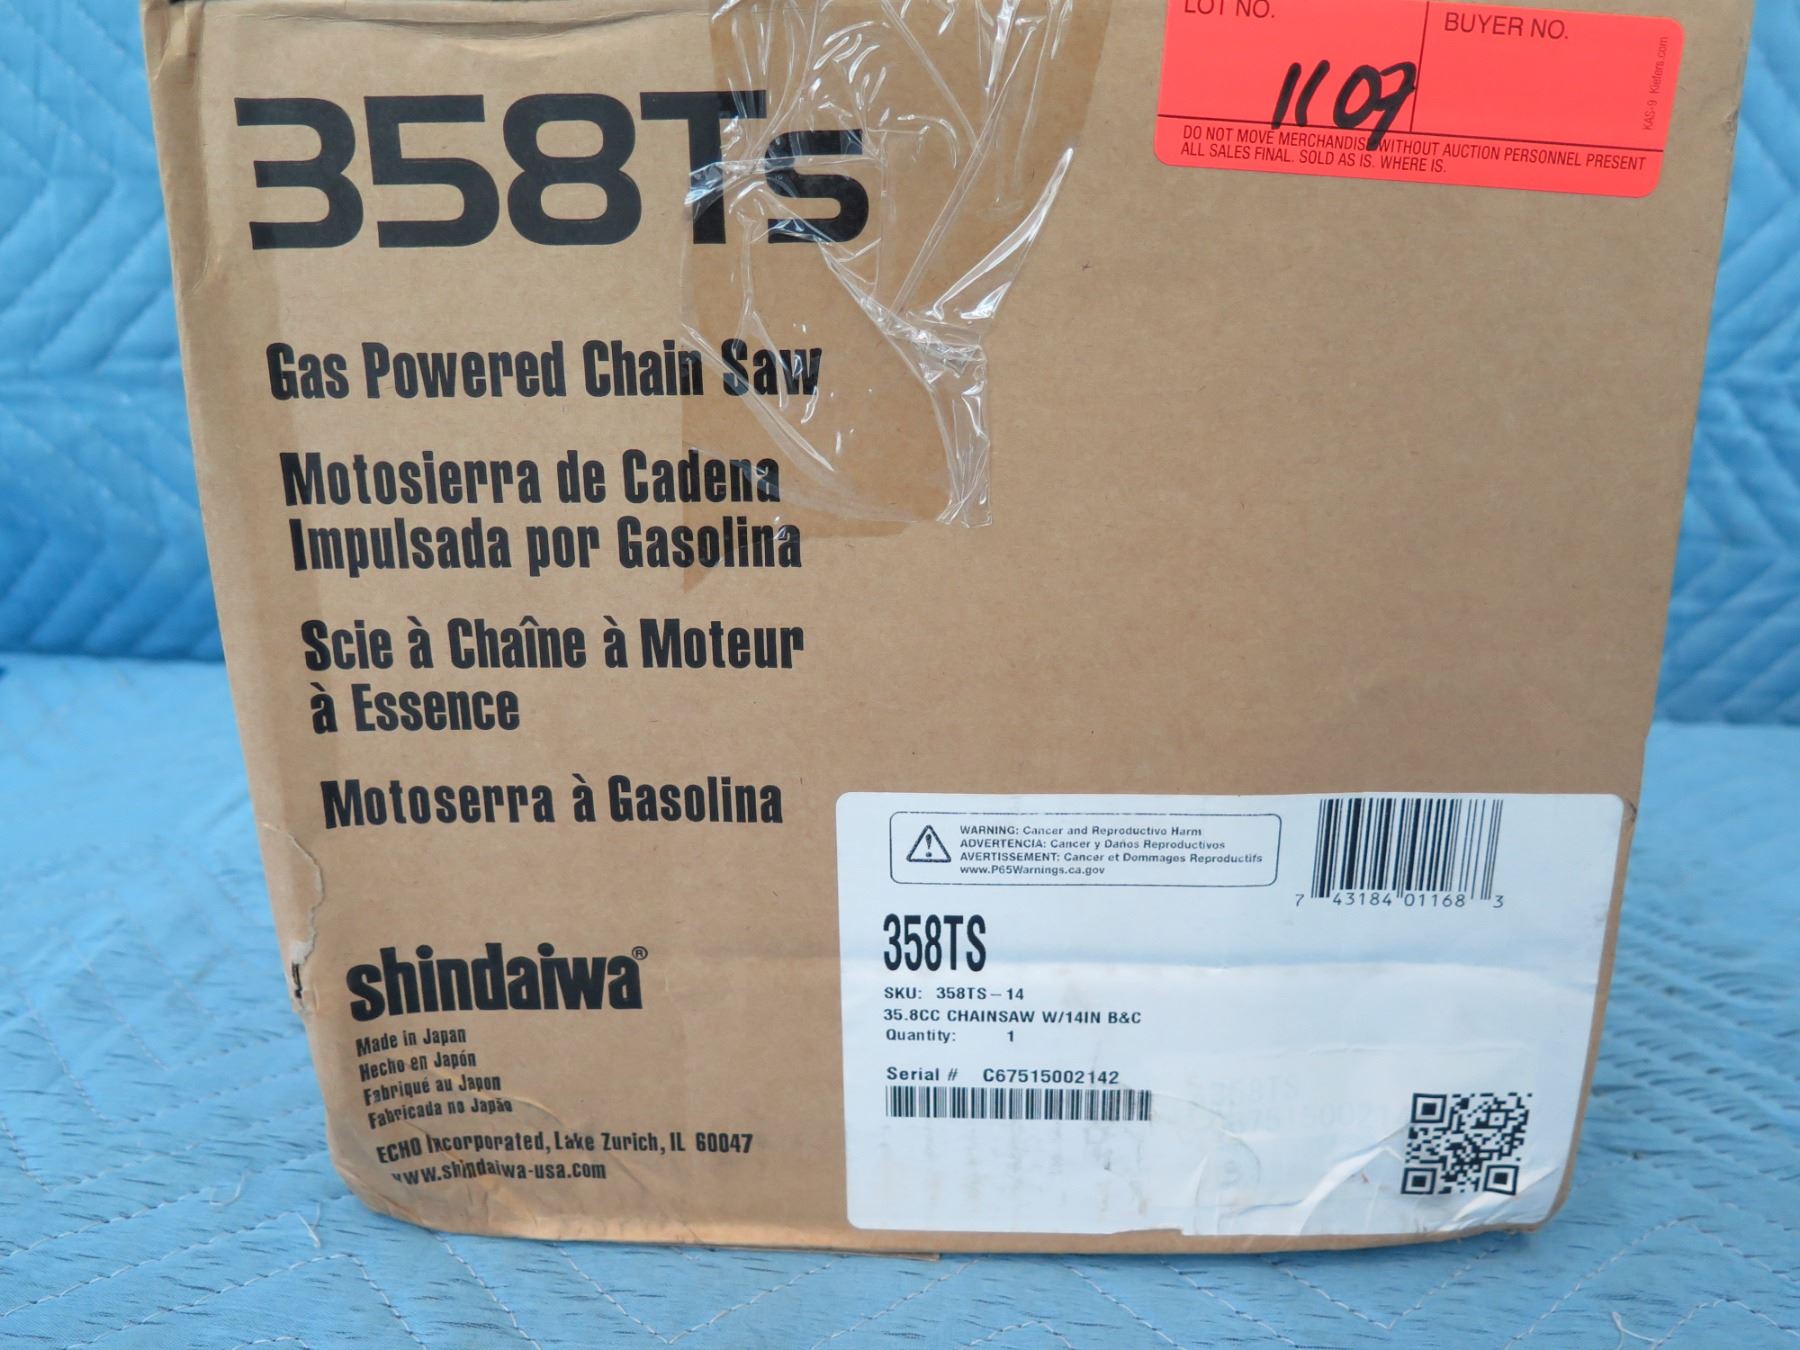 358Ts
LOT NO.
BUYER NO.
1107
KAS-9 Kiefers.com
DO NOT MOVE MERCHANDISE WITHOUT AUCTION PERSONNEL PRESENT
ALL SALES FINAL. SOLD AS IS. WHERE IS.
Gas Powered Chain Saw
Motosierra de Cadena
Impulsada por Gasolina
Scie à Chaîne à Moteur
à Essence
Motoserra à Gasolina
shindaiwa®
Made in Japan
Hecho en Japón
Fabriqué au Japon
Fabricada no Japão
ECHO Incorporated, Lake Zurich, IL 60047
www.shindaiwa-usa.com
WARNING: Cancer and Reproductive Harm
ADVERTENCIA: Cancer y Daños Reproductivos
AVERTISSEMENT: Cancer et Dommages Reproductifs
www.P65Warnings.ca.gov
7 43184 01168 3
358TS
SKU: 358TS-14
35.8CC CHAINSAW W/14IN B&C
Quantity: 1
Serial # C67515002142